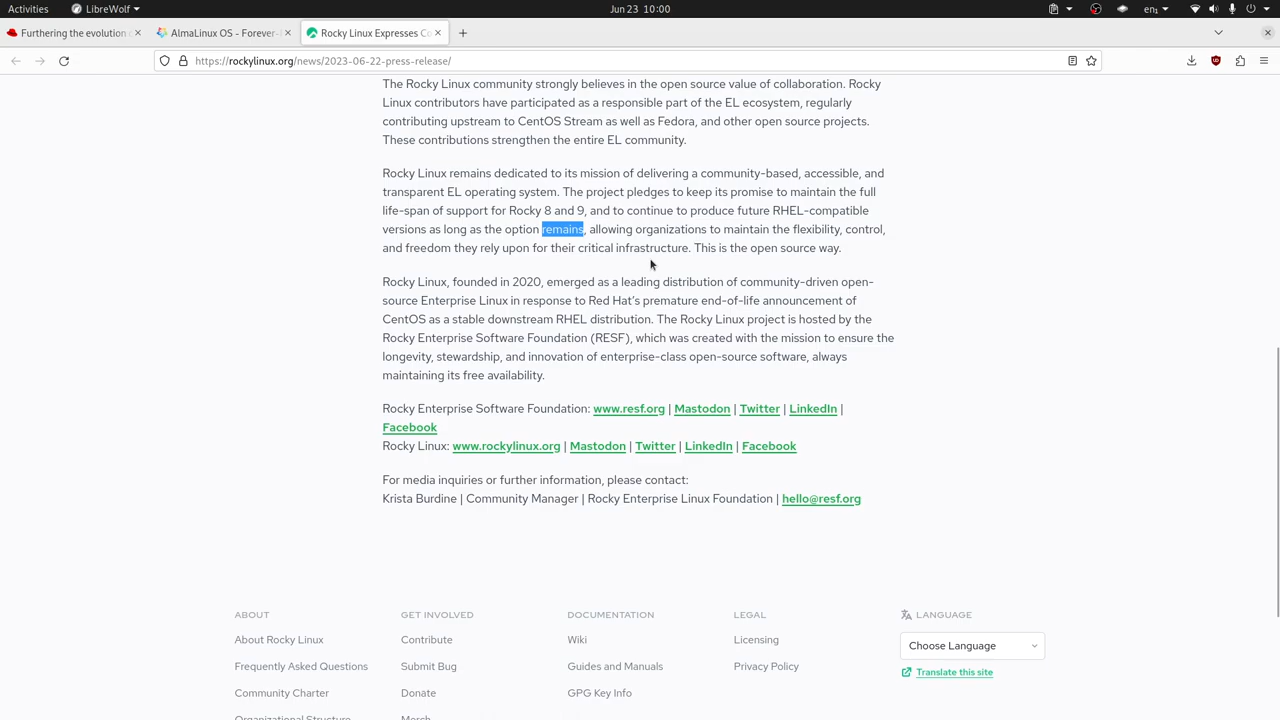 Activities
LibreWolf
Jun 23 10:00
en₁
Furthering the evolution o
AlmaLinux OS - Forever-
Rocky Linux Expresses Co
https://rockylinux.org/news/2023-06-22-press-release/
The Rocky Linux community strongly believes in the open source value of collaboration. Rocky
Linux contributors have participated as a responsible part of the EL ecosystem, regularly
contributing upstream to CentOS Stream as well as Fedora, and other open source projects.
These contributions strengthen the entire EL community.
Rocky Linux remains dedicated to its mission of delivering a community-based, accessible, and
transparent EL operating system. The project pledges to keep its promise to maintain the full
life-span of support for Rocky 8 and 9, and to continue to produce future RHEL-compatible
versions as long as the option remains, allowing organizations to maintain the flexibility, control,
and freedom they rely upon for their critical infrastructure. This is the open source way.
Rocky Linux, founded in 2020, emerged as a leading distribution of community-driven open-
source Enterprise Linux in response to Red Hat's premature end-of-life announcement of
CentOS as a stable downstream RHEL distribution. The Rocky Linux project is hosted by the
Rocky Enterprise Software Foundation (RESF), which was created with the mission to ensure the
longevity, stewardship, and innovation of enterprise-class open-source software, always
maintaining its free availability.
Rocky Enterprise Software Foundation: www.resf.org | Mastodon | Twitter | LinkedIn |
Facebook
Rocky Linux: www.rockylinux.org | Mastodon | Twitter | LinkedIn | Facebook
For media inquiries or further information, please contact:
Krista Burdine | Community Manager | Rocky Enterprise Linux Foundation | hello@resf.org
ABOUT
About Rocky Linux
Frequently Asked Questions
Community Charter
Organizational Structure
GET INVOLVED
Contribute
Submit Bug
Donate
Merch
DOCUMENTATION
Wiki
Guides and Manuals
GPG Key Info
LEGAL
Licensing
Privacy Policy
LANGUAGE
Choose Language
Translate this site